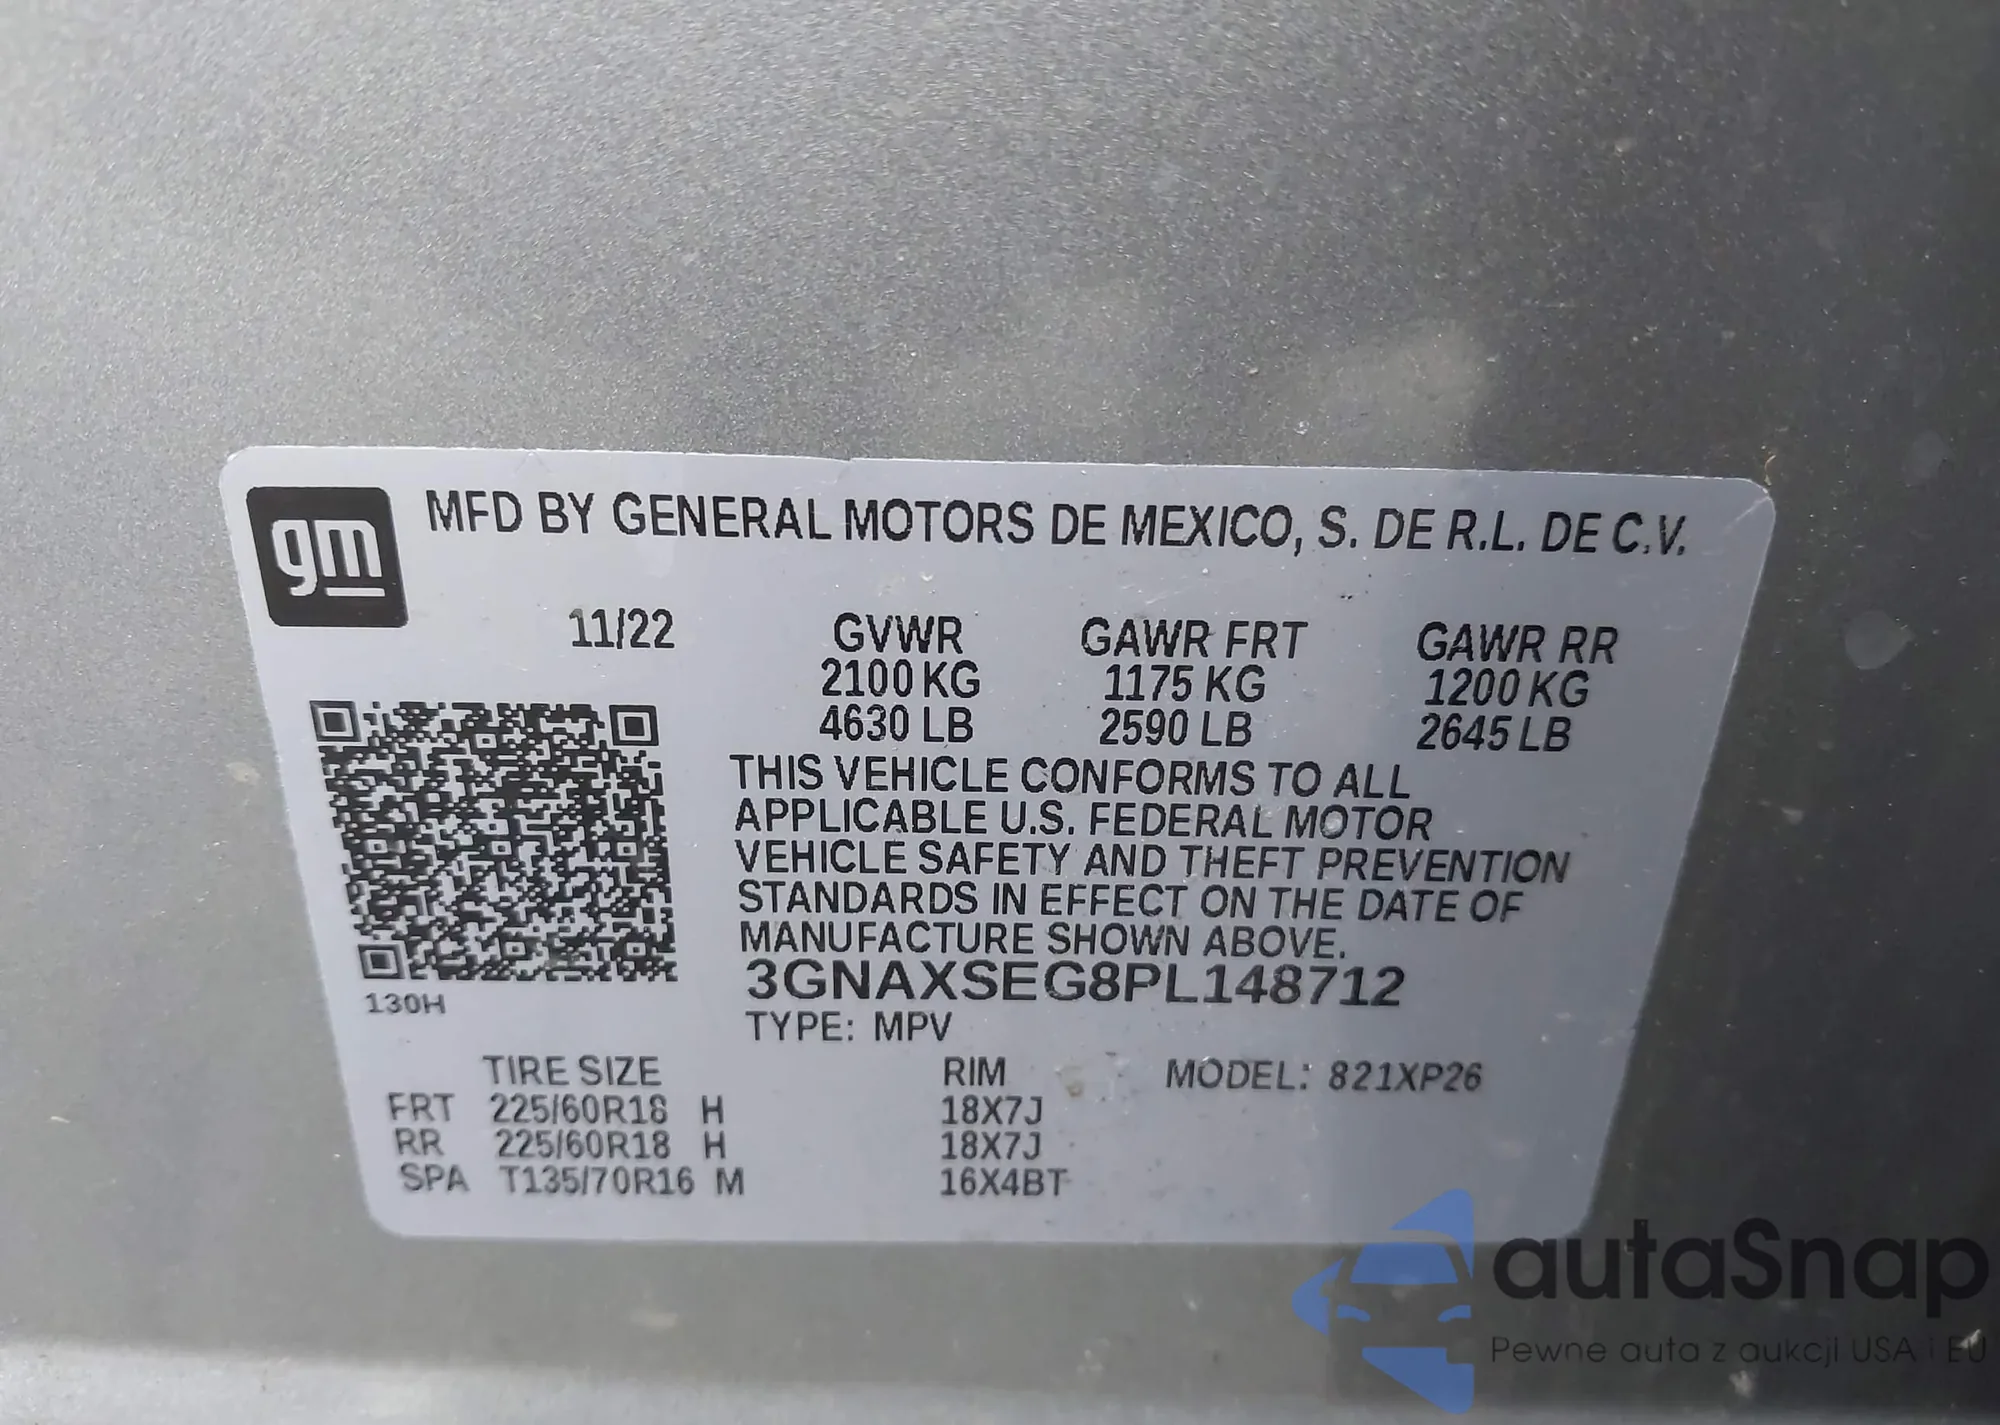 gm
MFD BY GENERAL MOTORS DE MEXICO, S. DE R.L. DE C.V.
11/22 GVWR GAWR FRT GAWR RR
2100 KG 1175 KG 1200 KG
4630 LB 2590 LB 2645 LB
THIS VEHICLE CONFORMS TO ALL
APPLICABLE U.S. FEDERAL MOTOR
VEHICLE SAFETY AND THEFT PREVENTION
STANDARDS IN EFFECT ON THE DATE OF
MANUFACTURE SHOWN ABOVE.
3GNAXSEG8PL148712
130H
TYPE: MPV
TIRE SIZE RIM MODEL: 821XP26
FRT 225/60R18 H 18X7J
RR 225/60R18 H 18X7J
SPA T135/70R16 M 16X4BT
autaSnap
Pewne auta z aukcji USA i EU